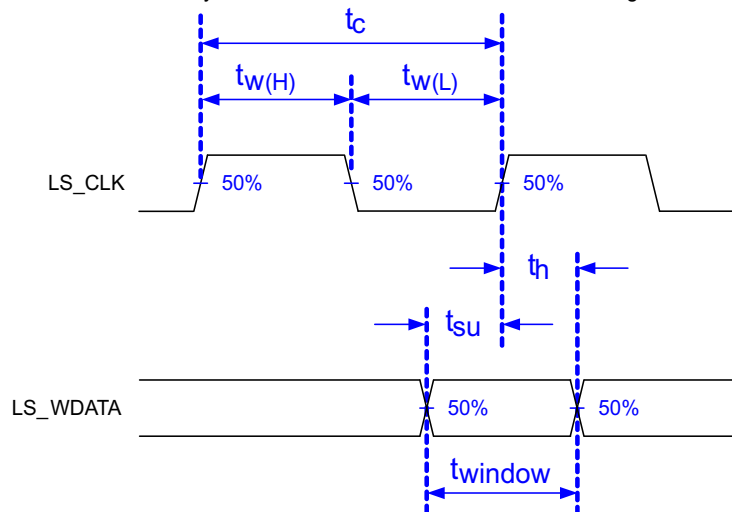 tc
tw(H) tw(L)
LS_CLK 50% 50% 50%
th
tsu
LS_WDATA 50% 50%
twindow